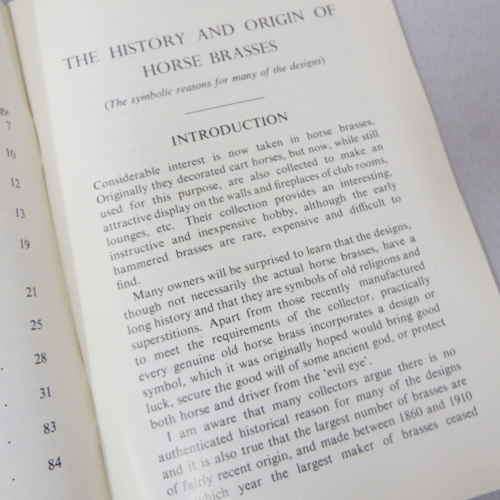 7
10
12
13
19
21
25
28
31
83
84
THE HISTORY AND ORIGIN OF
HORSE BRASSES
(The symbolic reasons for many of the designs)
INTRODUCTION
Considerable interest is now taken in horse brasses.
Originally they decorated cart horses, but now, while still
used for this purpose, are also collected to make an
attractive display on the walls and fireplaces of club rooms,
lounges, etc. Their collection provides an interesting,
instructive and inexpensive hobby, although the early
hammered brasses are rare, expensive and difficult to
find.
Many owners will be surprised to learn that the designs,
though not necessarily the actual horse brasses, have a
long history and that they are symbols of old religions and
superstitions. Apart from those recently manufactured
to meet the requirements of the collector, practically
every genuine old horse brass incorporates a design or
symbol, which it was originally hoped would bring good
luck, secure the good will of some ancient god, or protect
both horse and driver from the 'evil eye'.
I am aware that many collectors argue there is no
authenticated historical reason for many of the designs
and it is also true that the largest number of brasses are
of fairly recent origin, and made between 1860 and 1910
which year the largest maker of brasses ceased